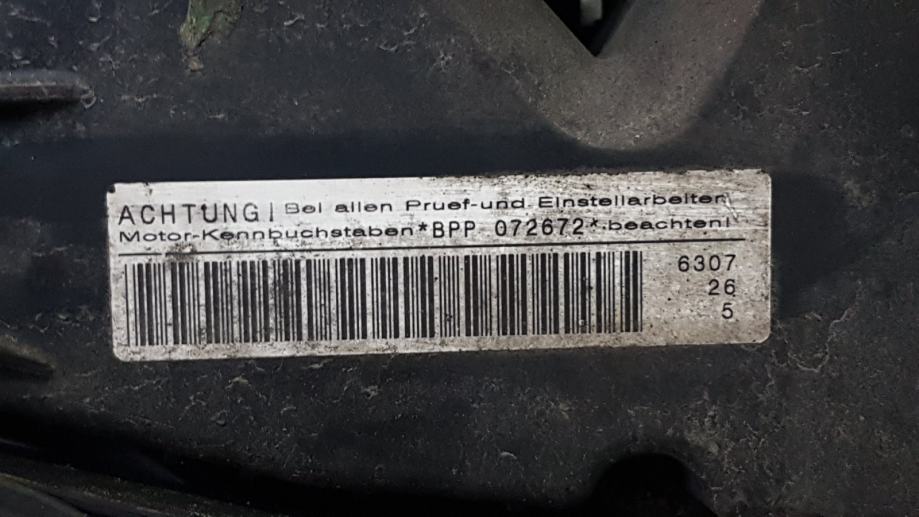 ACHTUNG! Bei allen Pruef-und Einstellarbeiten
Motor-Kennbuchstaben*BPP 072672*.beachten!
6307
26
5